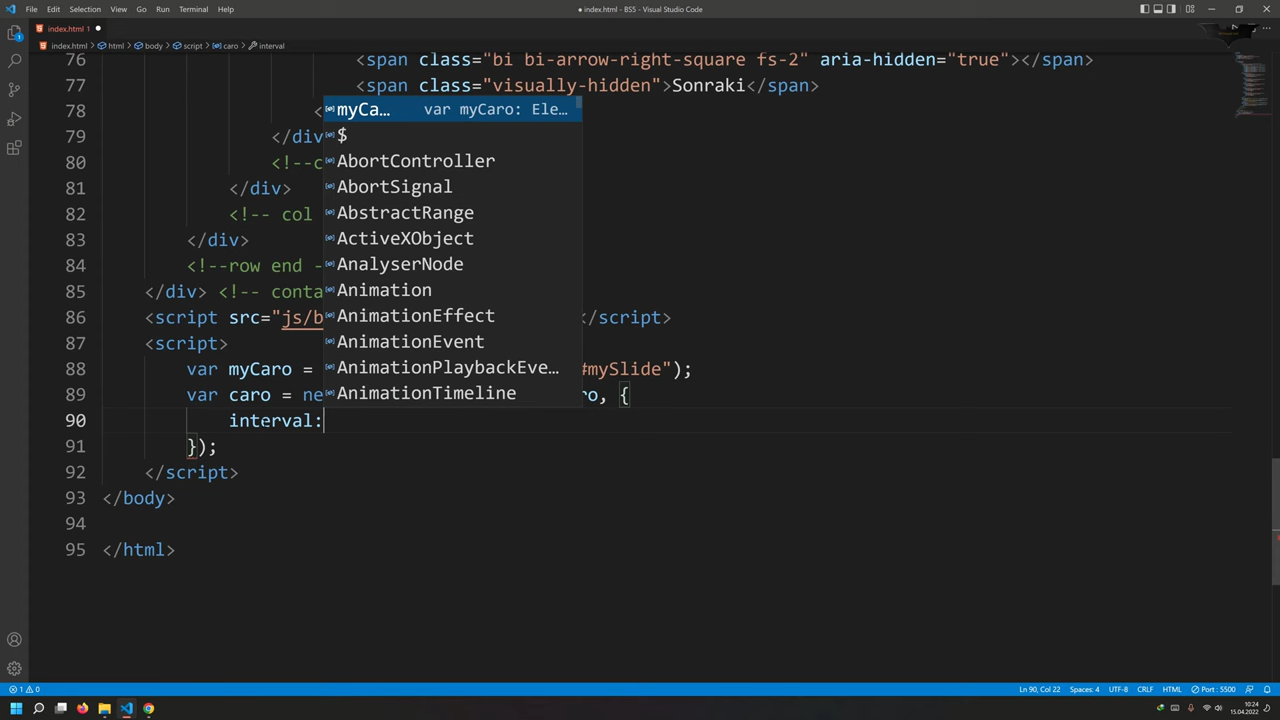 File Edit Selection View Go Run Terminal Help
● index.html - BS5 - Visual Studio Code
index.html 1 ●
index.html > html > body > script > caro > interval
76 <span class="bi bi-arrow-right-square fs-2" aria-hidden="true"></span>
77 <span class="visually-hidden">Sonraki</span>
78 <
79 </div
80 <!--c
81 </div>
82 <!-- col
83 </div>
84 <!--row end -
85 </div> <!-- conta
86 <script src="js/b </script>
87 <script>
88 var myCaro = #mySlide");
89 var caro = ne ro, {
90 interval:
91 });
92 </script>
93 </body>
94
95 </html>
myCa… var myCaro: Ele…
$
AbortController
AbortSignal
AbstractRange
ActiveXObject
AnalyserNode
Animation
AnimationEffect
AnimationEvent
AnimationPlaybackEve…
AnimationTimeline
1 0 Ln 90, Col 22 Spaces: 4 UTF-8 CRLF HTML Port : 5500
10:24
15.04.2022